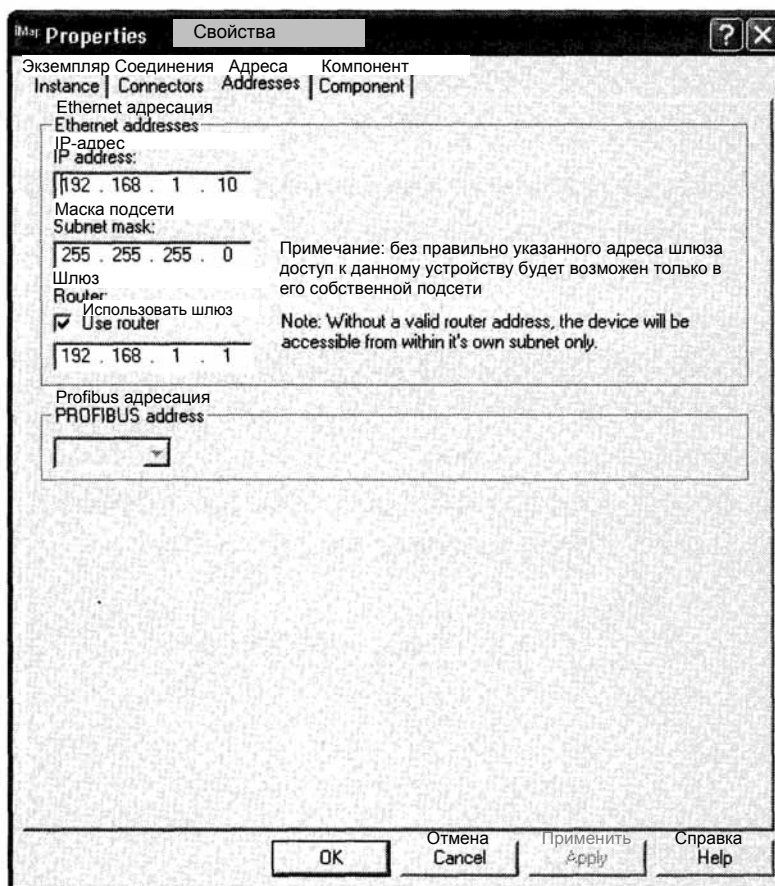 iMap Properties Свойства
Экземпляр Соединения Адреса Компонент
Instance Connectors Addresses Component
Ethernet адресация
Ethernet addresses
IP-адрес
IP address:
192 . 168 . 1 . 10
Маска подсети
Subnet mask:
255 . 255 . 255 . 0
Примечание: без правильно указанного адреса шлюза
доступ к данному устройству будет возможен только в
его собственной подсети
Шлюз
Router:
Использовать шлюз
Use router
192 . 168 . 1 . 1
Note: Without a valid router address, the device will be
accessible from within it's own subnet only.
Profibus адресация
PROFIBUS address
Отмена Применить Справка
OK Cancel Apply Help